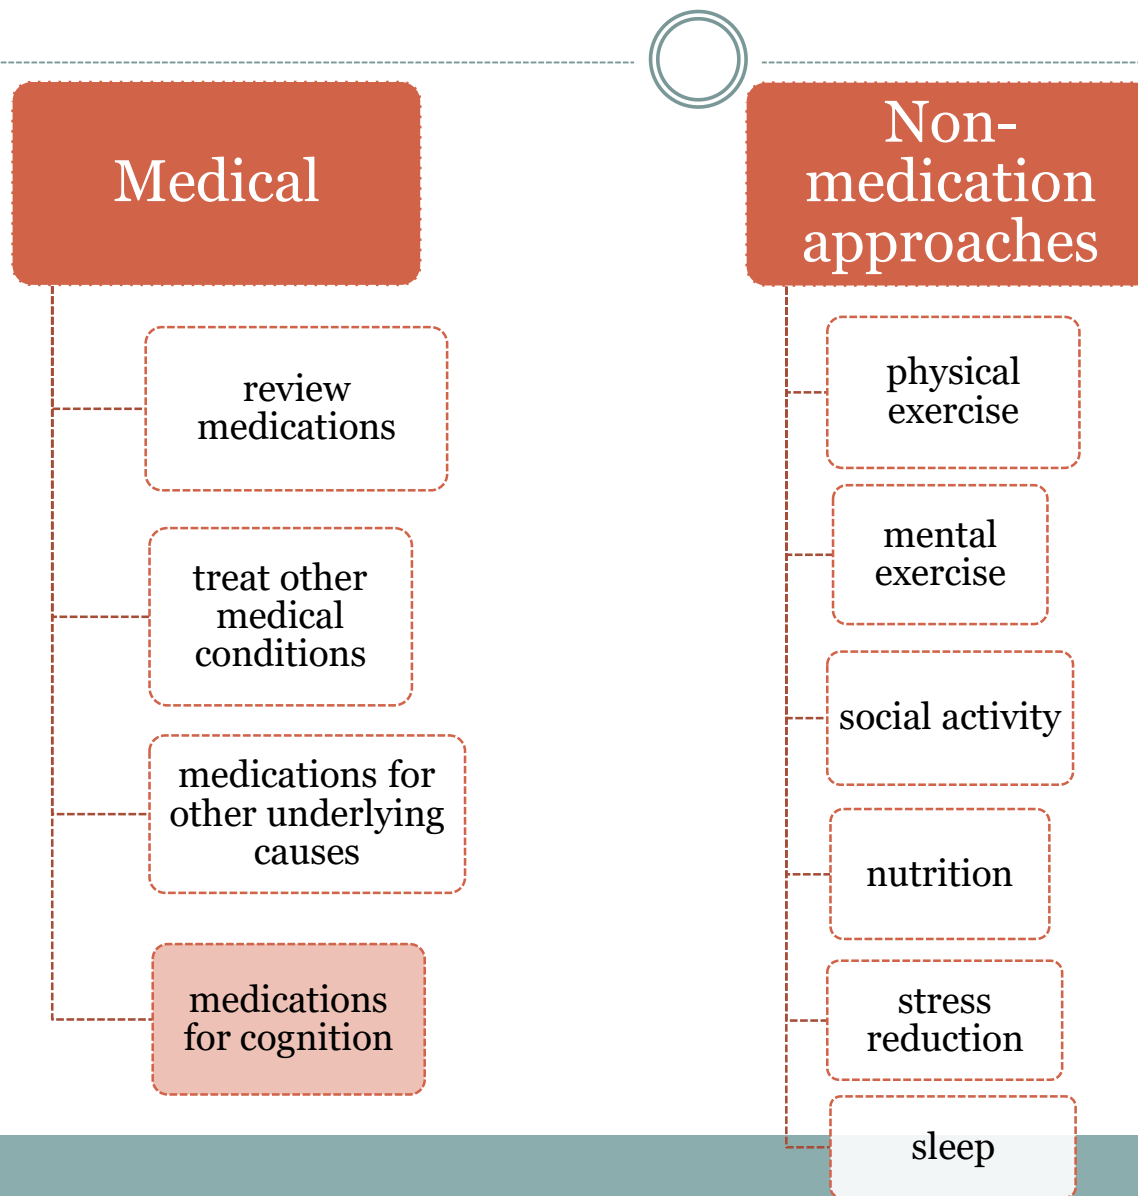 Medical
review
medications
treat other
medical
conditions
medications for
other underlying
causes
medications
for cognition
Non-
medication
approaches
physical
exercise
mental
exercise
social activity
nutrition
stress
reduction
sleep